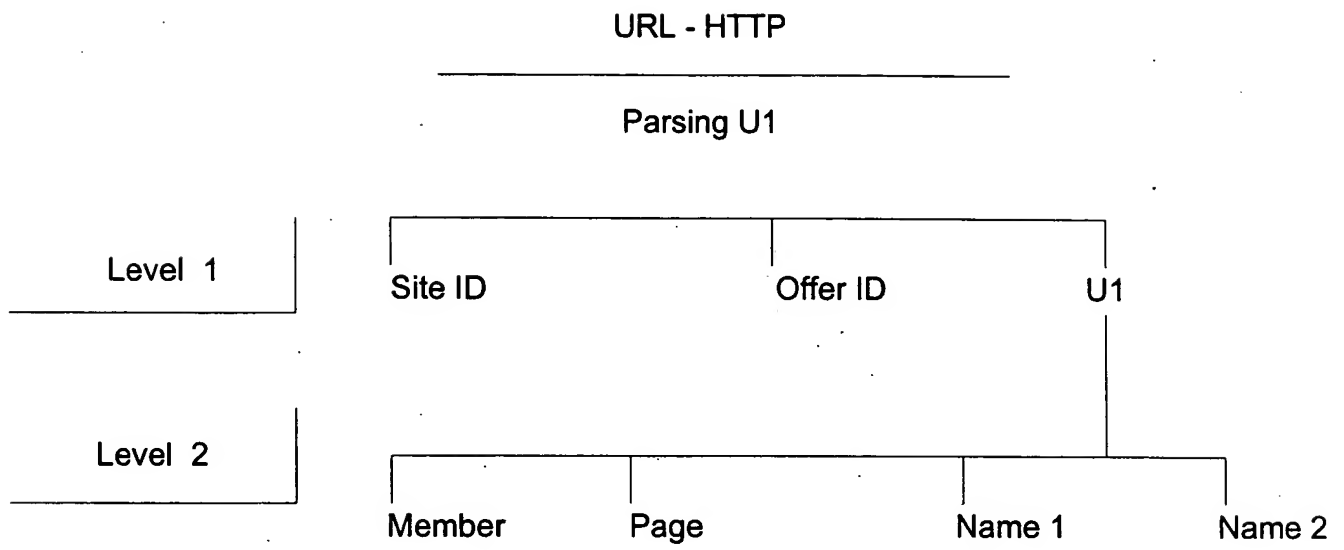 URL - HTTP
Parsing U1
Level 1
Site ID
Offer ID
U1
Level 2
Member
Page
Name 1
Name 2